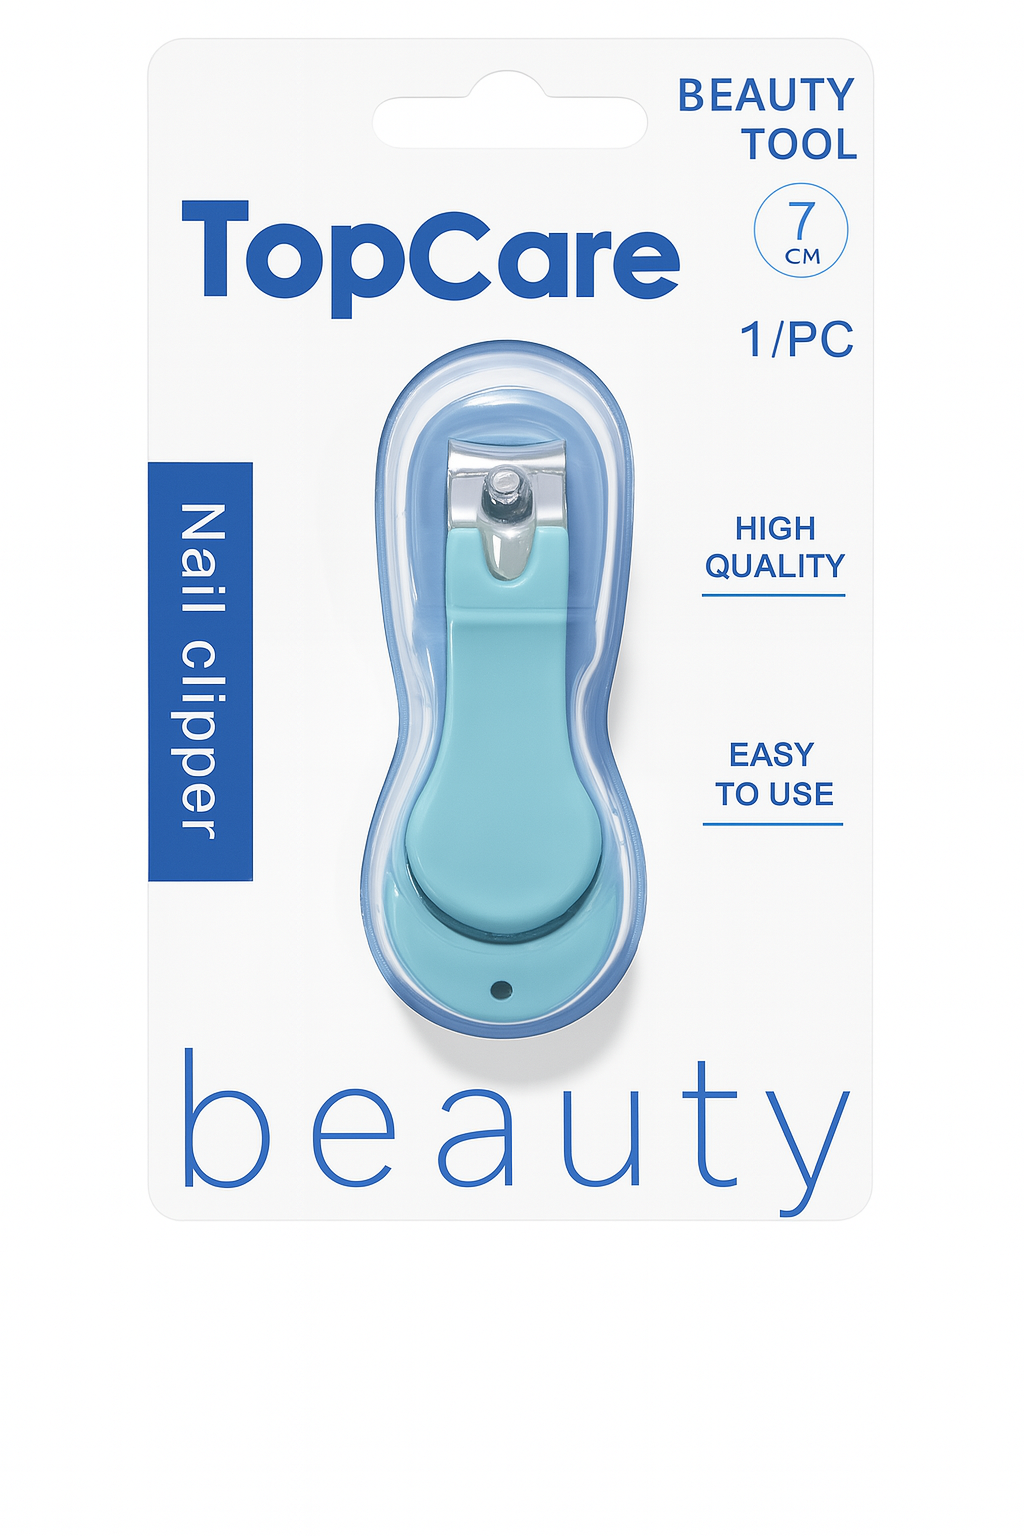 BEAUTY
TOOL
TopCare
7
CM
1/PC
Nail clipper
HIGH
QUALITY
EASY
TO USE
beauty